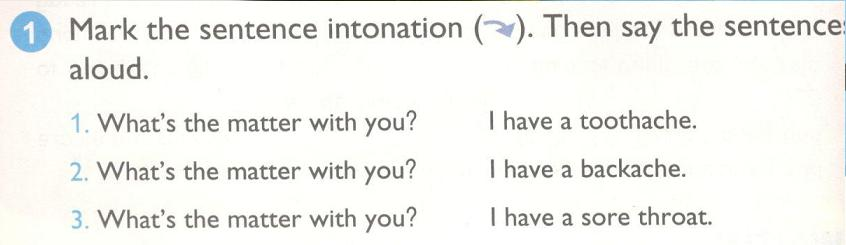 1 Mark the sentence intonation (⤵). Then say the sentence
aloud.
1. What's the matter with you? I have a toothache.
2. What's the matter with you? I have a backache.
3. What's the matter with you? I have a sore throat.